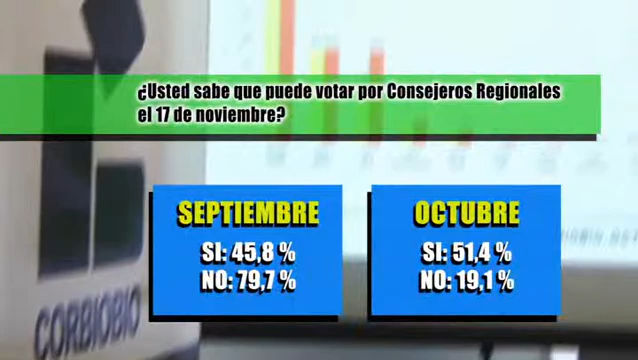 ¿Usted sabe que puede votar por Consejeros Regionales
el 17 de noviembre?
SEPTIEMBRE
SI: 45,8 %
NO: 79,7 %
OCTUBRE
SI: 51,4 %
NO: 19,1 %
CORBIOBIO